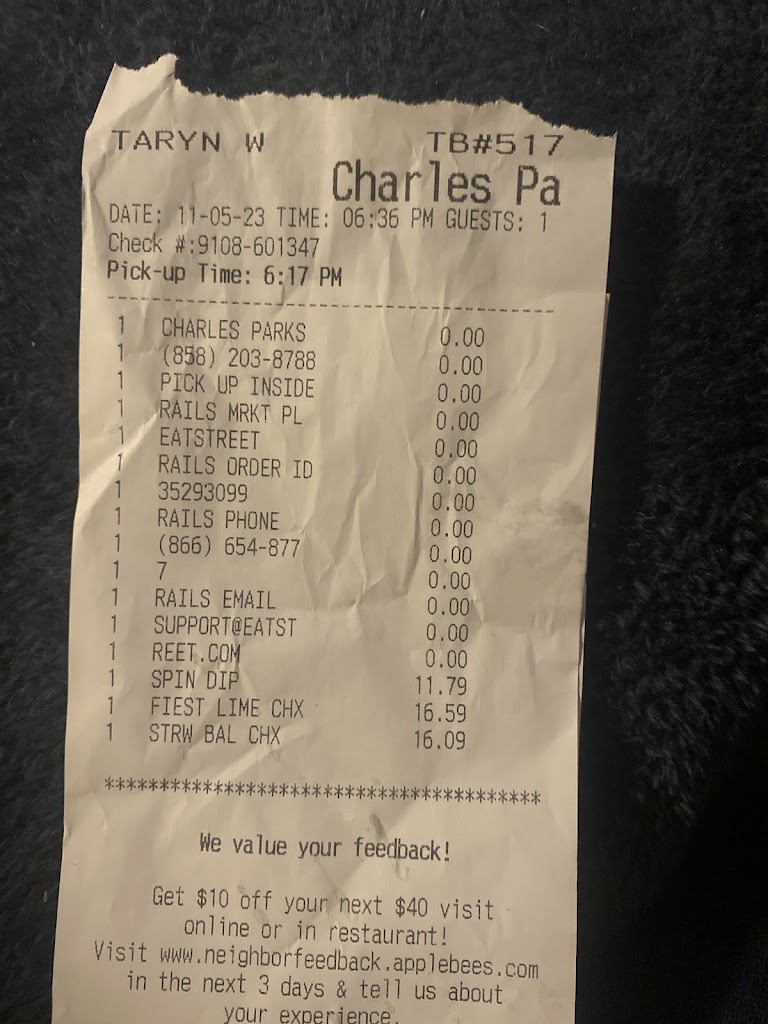 TARYN W TB#517
Charles Pa
DATE: 11-05-23 TIME: 06:36 PM GUESTS: 1
Check #:9108-601347
Pick-up Time: 6:17 PM
----------------------------------------
1 CHARLES PARKS 0.00
1 (858) 203-8788 0.00
1 PICK UP INSIDE 0.00
1 RAILS MRKT PL 0.00
1 EATSTREET 0.00
1 RAILS ORDER ID 0.00
1 35293099 0.00
1 RAILS PHONE 0.00
1 (866) 654-877 0.00
1 7 0.00
1 RAILS EMAIL 0.00
1 SUPPORT@EATST 0.00
1 REET.COM 0.00
1 SPIN DIP 11.79
1 FIEST LIME CHX 16.59
1 STRW BAL CHX 16.09
****************************************
We value your feedback!
Get $10 off your next $40 visit
online or in restaurant!
Visit www.neighborfeedback.applebees.com
in the next 3 days & tell us about
your experience.